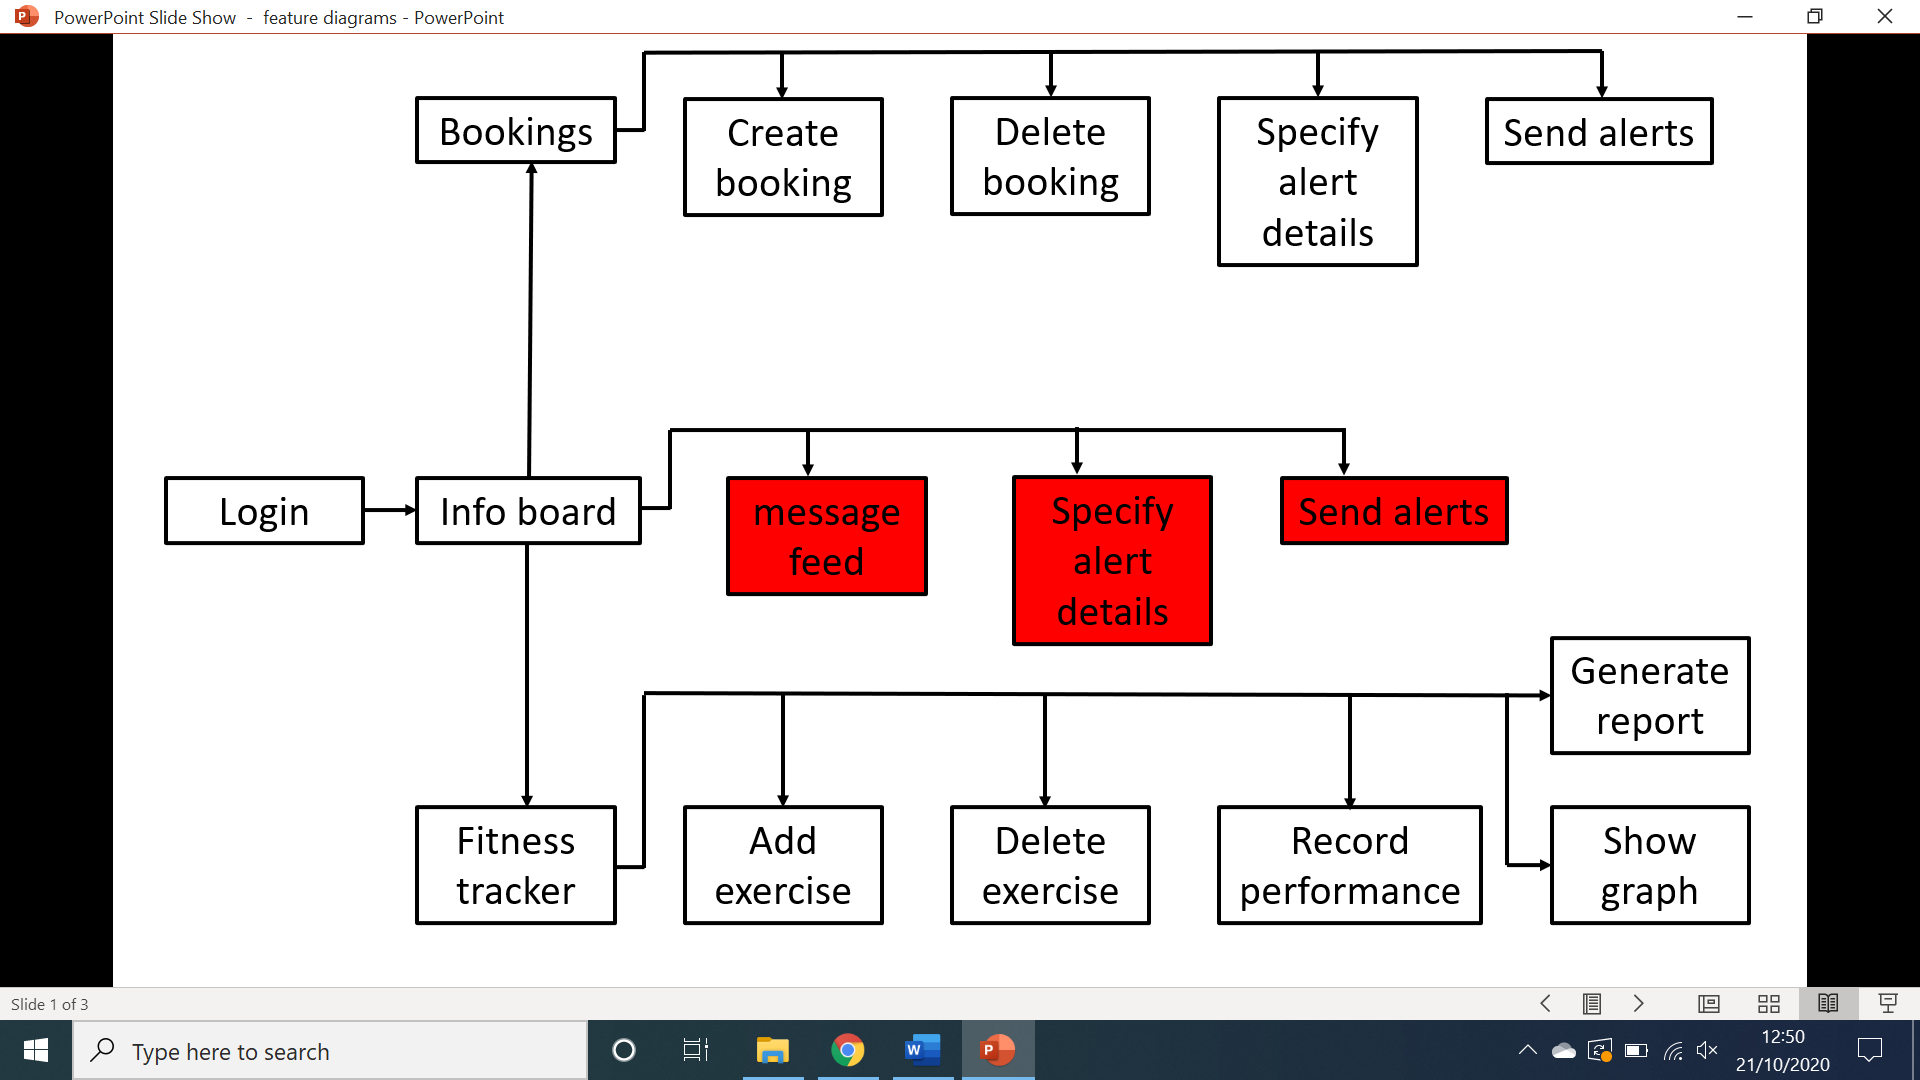 PowerPoint Slide Show - feature diagrams - PowerPoint
Bookings
Create
booking
Delete
booking
Specify
alert
details
Send alerts
Login
Info board
message
feed
Specify
alert
details
Send alerts
Generate
report
Fitness
tracker
Add
exercise
Delete
exercise
Record
performance
Show
graph
Slide 1 of 3
Type here to search
12:50
21/10/2020